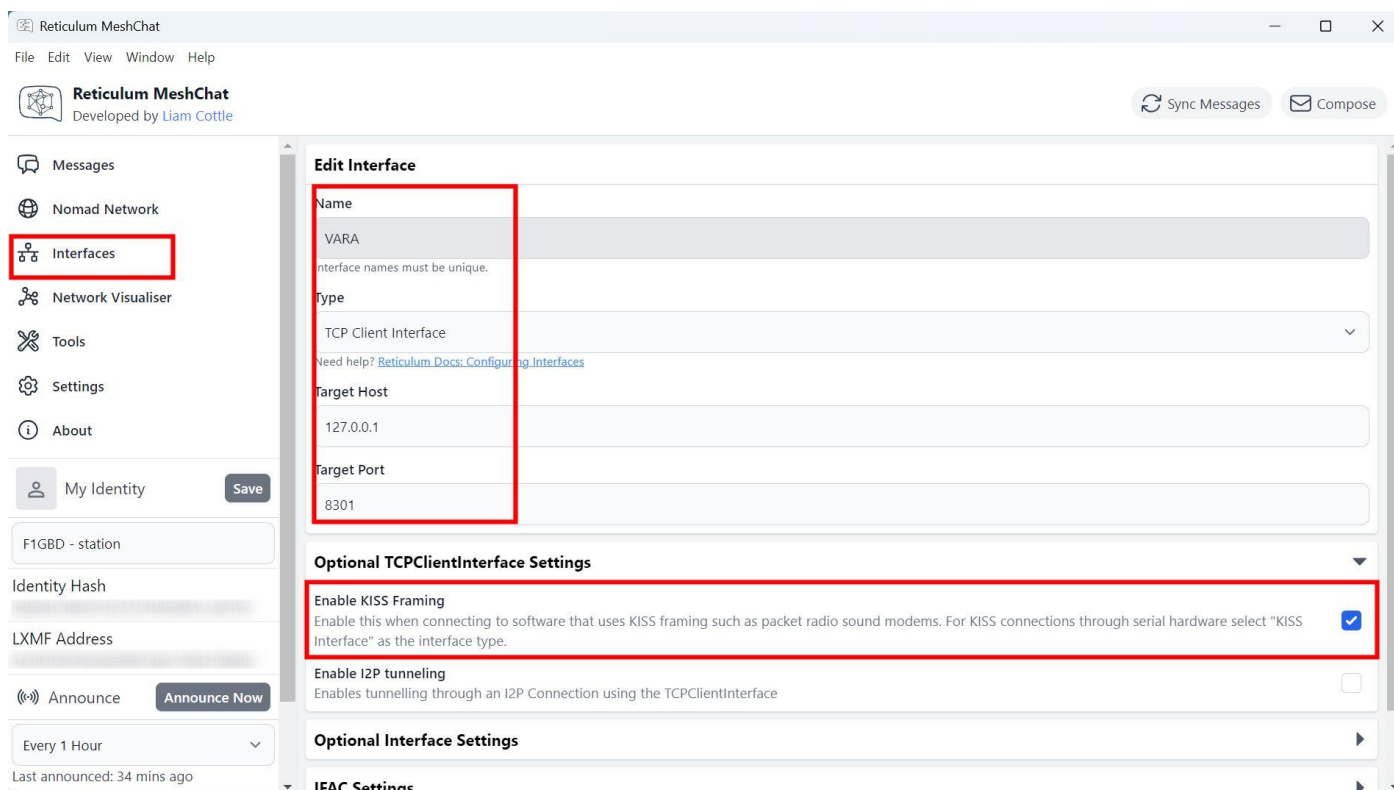 Reticulum MeshChat
File Edit View Window Help
Reticulum MeshChat
Developed by Liam Cottle
Sync Messages
Compose
Messages
Nomad Network
Interfaces
Network Visualiser
Tools
Settings
About
My Identity
Save
F1GBD - station
Identity Hash
LXMF Address
Announce
Announce Now
Every 1 Hour
Last announced: 34 mins ago
Edit Interface
Name
VARA
Interface names must be unique.
Type
TCP Client Interface
Need help? Reticulum Docs: Configuring Interfaces
Target Host
127.0.0.1
Target Port
8301
Optional TCPClientInterface Settings
Enable KISS Framing
Enable this when connecting to software that uses KISS framing such as packet radio sound modems. For KISS connections through serial hardware select "KISS
Interface" as the interface type.
Enable I2P tunneling
Enables tunnelling through an I2P Connection using the TCPClientInterface
Optional Interface Settings
IFAC Settings